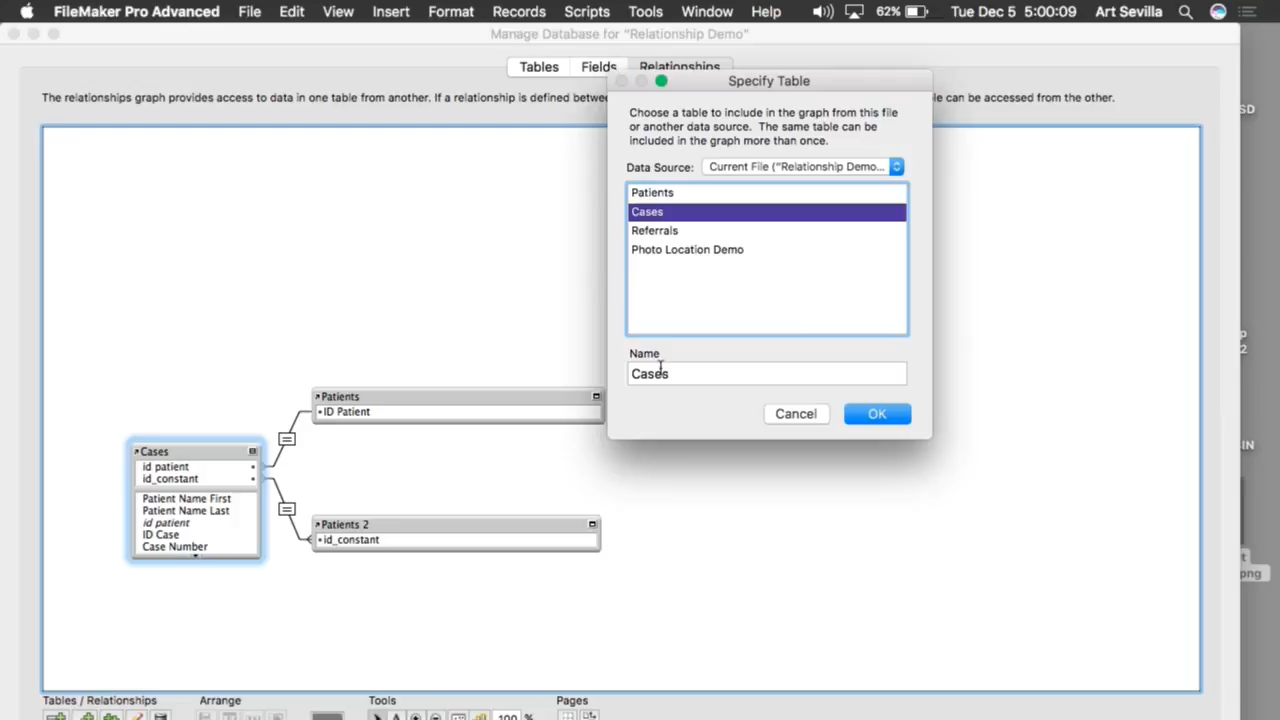 FileMaker Pro Advanced File Edit View Insert Format Records Scripts Tools Window Help 62% Tue Dec 5 5:00:09 Art Sevilla
Manage Database for "Relationship Demo"
Tables Fields Relationships
The relationships graph provides access to data in one table from another. If a relationship is defined betwe
e can be accessed from the other.
Specify Table
Choose a table to include in the graph from this file
or another data source. The same table can be
included in the graph more than once.
Data Source: Current File ("Relationship Demo...
Patients
Cases
Referrals
Photo Location Demo
Name
Cases
Cancel OK
Patients
ID Patient
Cases
id patient
id_constant
Patient Name First
Patient Name Last
id patient
ID Case
Case Number
Patients 2
id_constant
SD
P
2
IN
t
png
Tables / Relationships Arrange Tools Pages
100 %